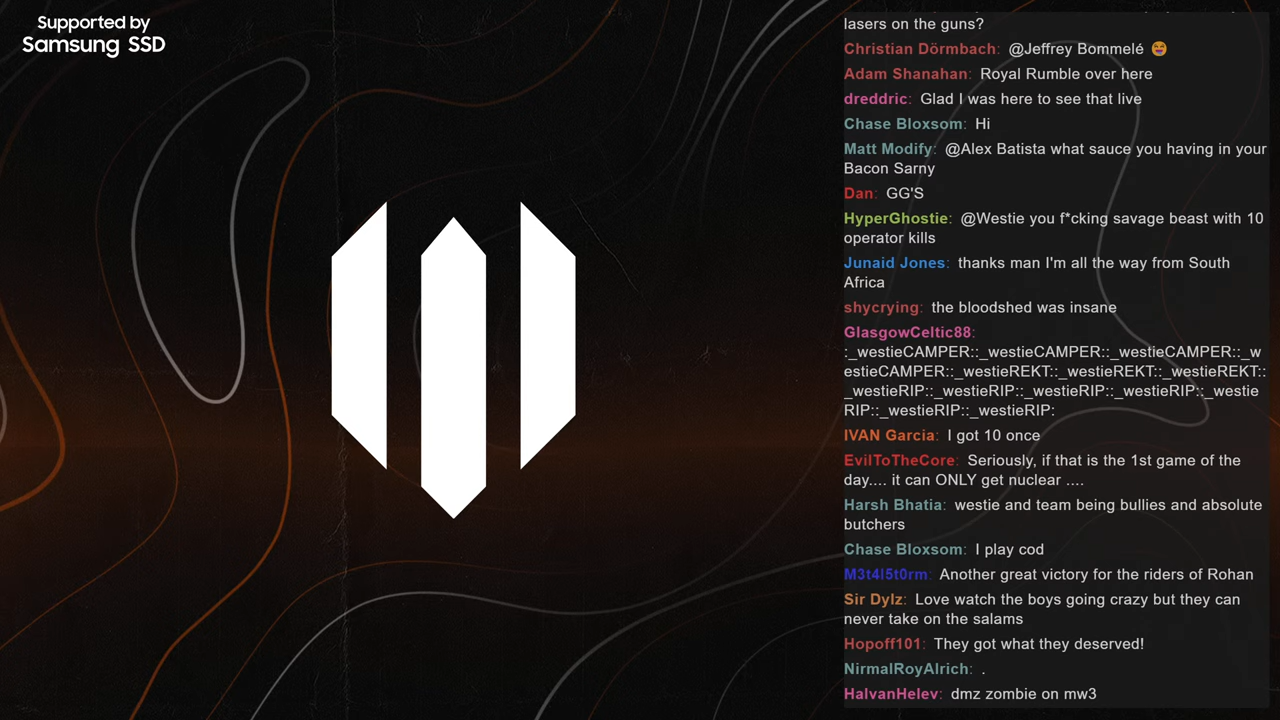 Supported by
Samsung SSD
lasers on the guns?
Christian Dörmbach: @Jeffrey Bommelé 😄
Adam Shanahan: Royal Rumble over here
dreddric: Glad I was here to see that live
Chase Bloxsom: Hi
Matt Modify: @Alex Batista what sauce you having in your
Bacon Sarny
Dan: GG'S
HyperGhostie: @Westie you f*cking savage beast with 10
operator kills
Junaid Jones: thanks man I'm all the way from South
Africa
shycrying: the bloodshed was insane
GlasgowCeltic88:
:_westieCAMPER::_westieCAMPER::_westieCAMPER::_w
estieCAMPER::_westieREKT::_westieREKT::_westieREKT::
_westieRIP::_westieRIP::_westieRIP::_westieRIP::_westie
RIP::_westieRIP::_westieRIP:
IVAN Garcia: I got 10 once
EvilToTheCore: Seriously, if that is the 1st game of the
day.... it can ONLY get nuclear ....
Harsh Bhatia: westie and team being bullies and absolute
butchers
Chase Bloxsom: I play cod
M3t4l5t0rm: Another great victory for the riders of Rohan
Sir Dylz: Love watch the boys going crazy but they can
never take on the salams
Hopoff101: They got what they deserved!
NirmalRoyAlrich: .
HalvanHelev: dmz zombie on mw3